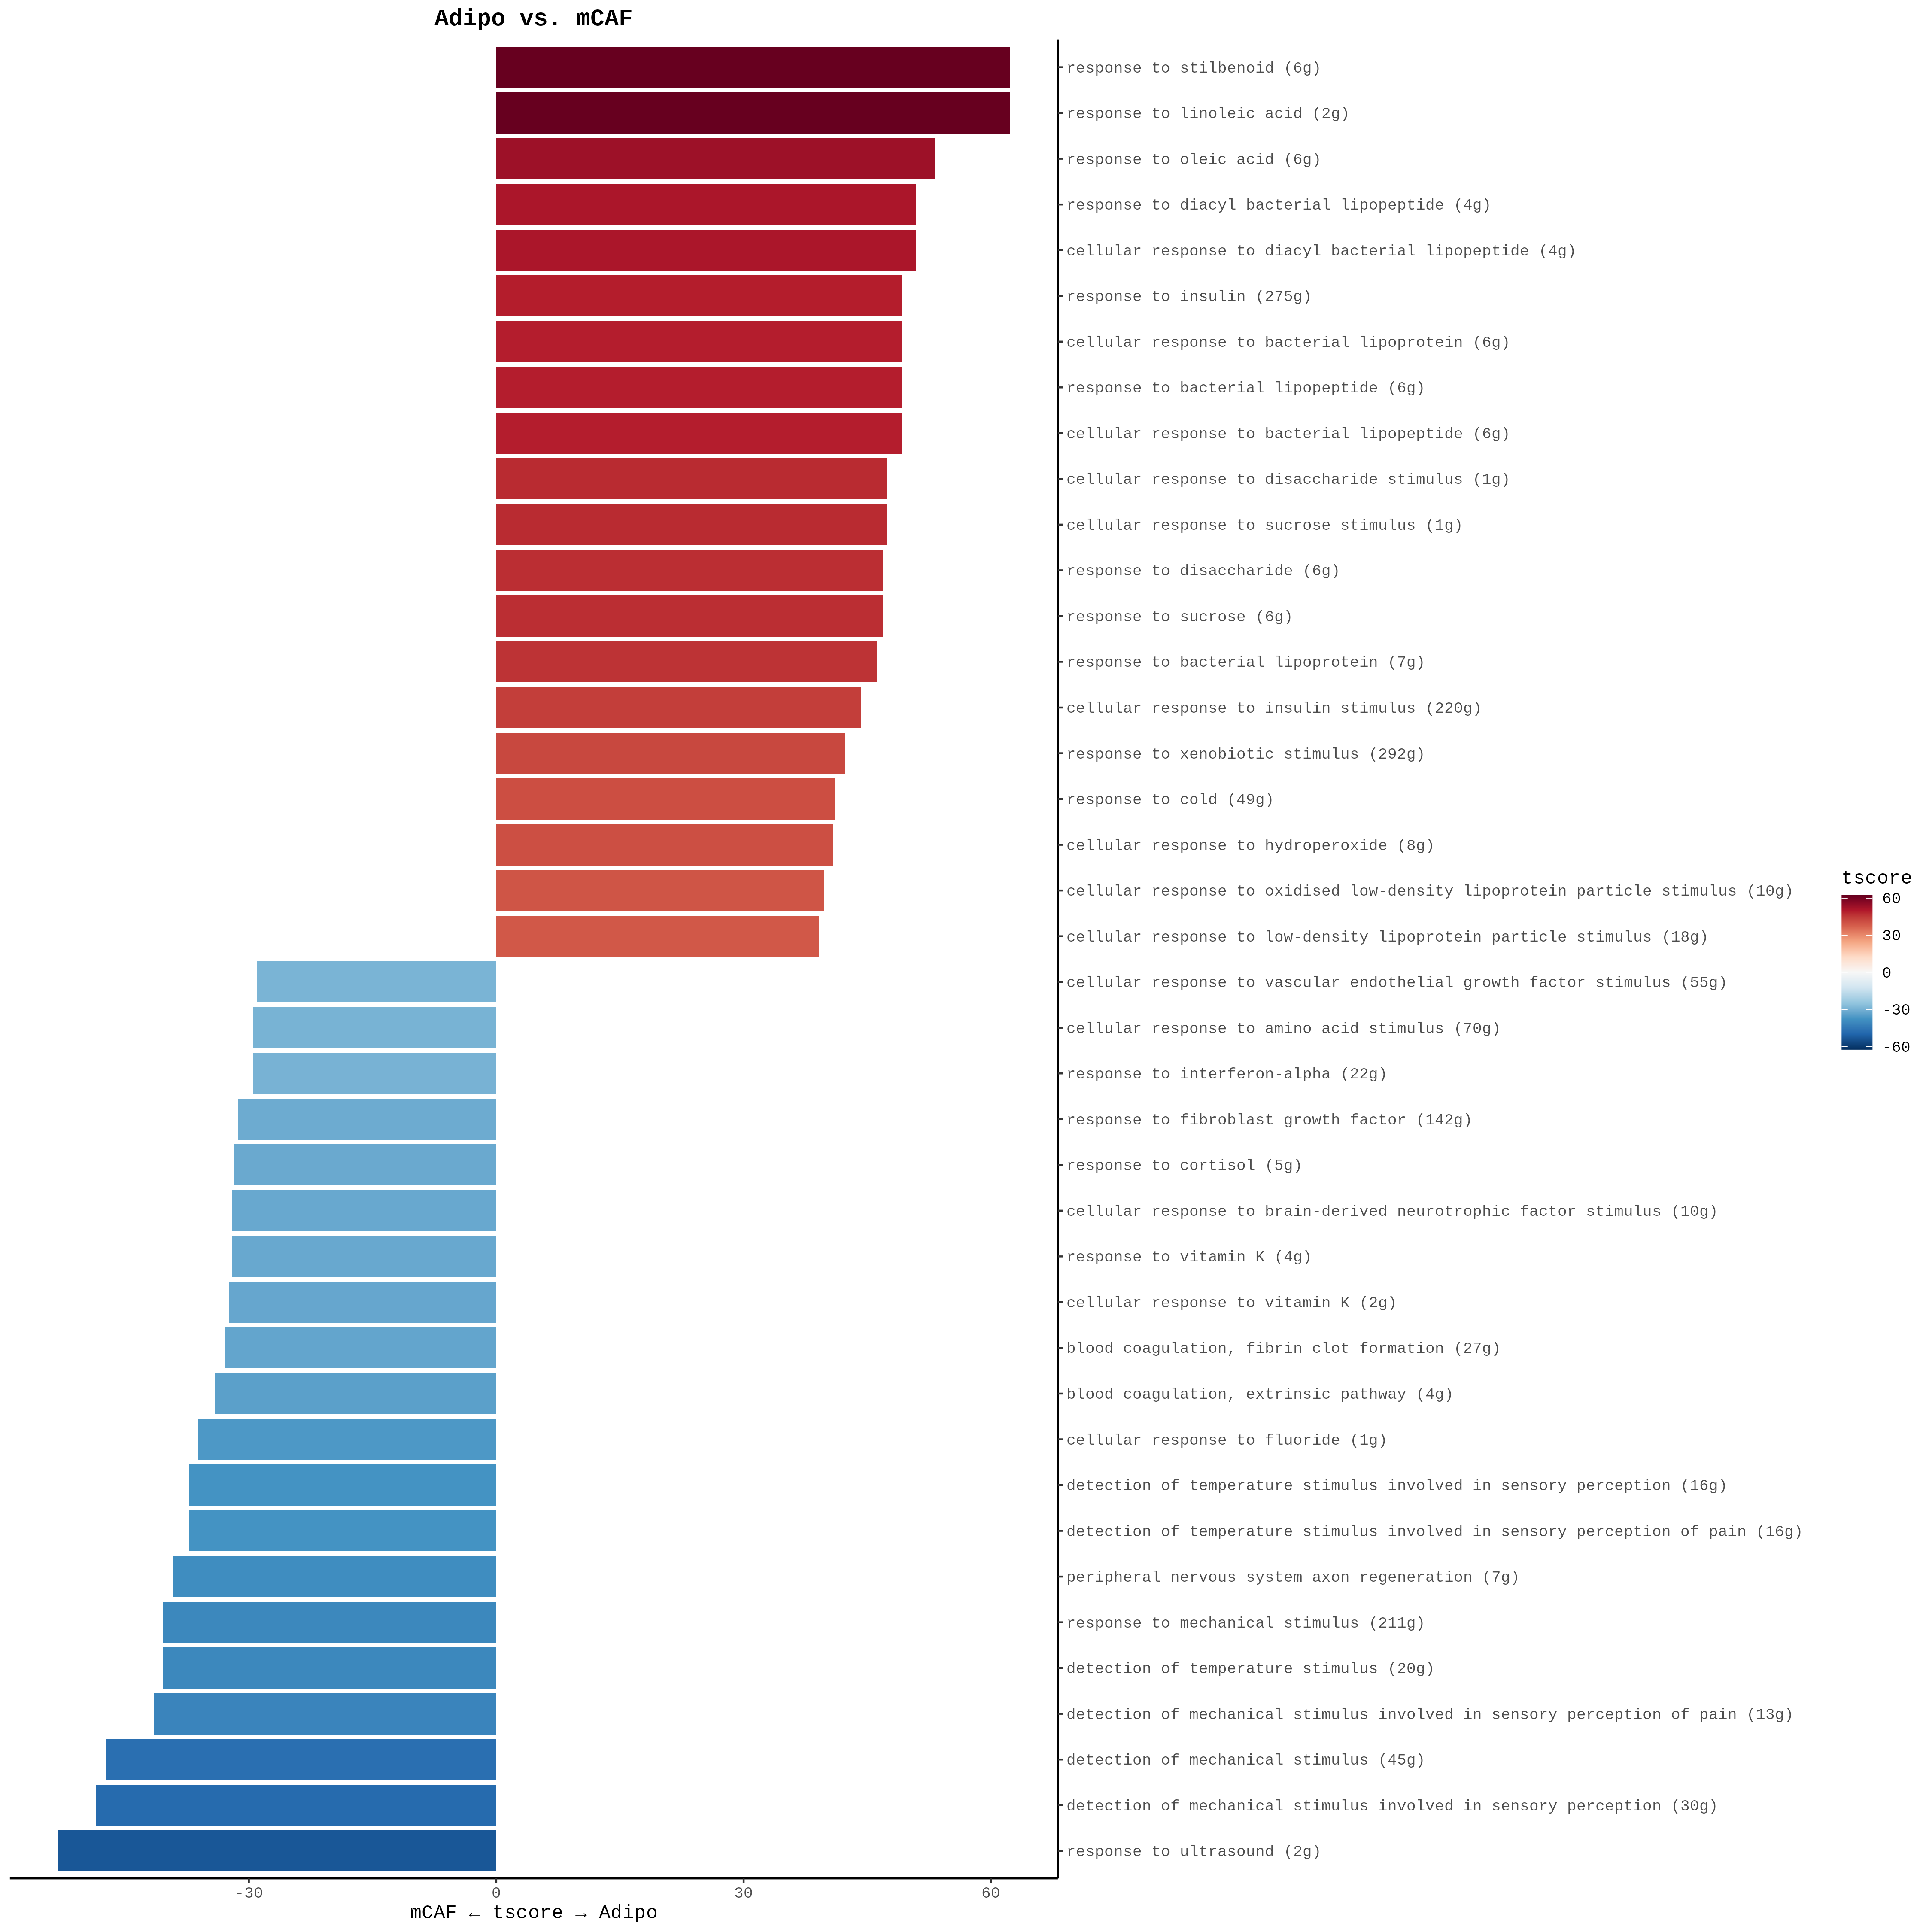 Adipo vs. mCAF
response to stilbenoid (6g)
response to linoleic acid (2g)
response to oleic acid (6g)
response to diacyl bacterial lipopeptide (4g)
cellular response to diacyl bacterial lipopeptide (4g)
response to insulin (275g)
cellular response to bacterial lipoprotein (6g)
response to bacterial lipopeptide (6g)
cellular response to bacterial lipopeptide (6g)
cellular response to disaccharide stimulus (1g)
cellular response to sucrose stimulus (1g)
response to disaccharide (6g)
response to sucrose (6g)
response to bacterial lipoprotein (7g)
cellular response to insulin stimulus (220g)
response to xenobiotic stimulus (292g)
response to cold (49g)
cellular response to hydroperoxide (8g)
cellular response to oxidised low-density lipoprotein particle stimulus (10g)
cellular response to low-density lipoprotein particle stimulus (18g)
cellular response to vascular endothelial growth factor stimulus (55g)
cellular response to amino acid stimulus (70g)
response to interferon-alpha (22g)
response to fibroblast growth factor (142g)
response to cortisol (5g)
cellular response to brain-derived neurotrophic factor stimulus (10g)
response to vitamin K (4g)
cellular response to vitamin K (2g)
blood coagulation, fibrin clot formation (27g)
blood coagulation, extrinsic pathway (4g)
cellular response to fluoride (1g)
detection of temperature stimulus involved in sensory perception (16g)
detection of temperature stimulus involved in sensory perception of pain (16g)
peripheral nervous system axon regeneration (7g)
response to mechanical stimulus (211g)
detection of temperature stimulus (20g)
detection of mechanical stimulus involved in sensory perception of pain (13g)
detection of mechanical stimulus (45g)
detection of mechanical stimulus involved in sensory perception (30g)
response to ultrasound (2g)
-30 0 30 60
mCAF ← tscore → Adipo
tscore
60
30
0
-30
-60